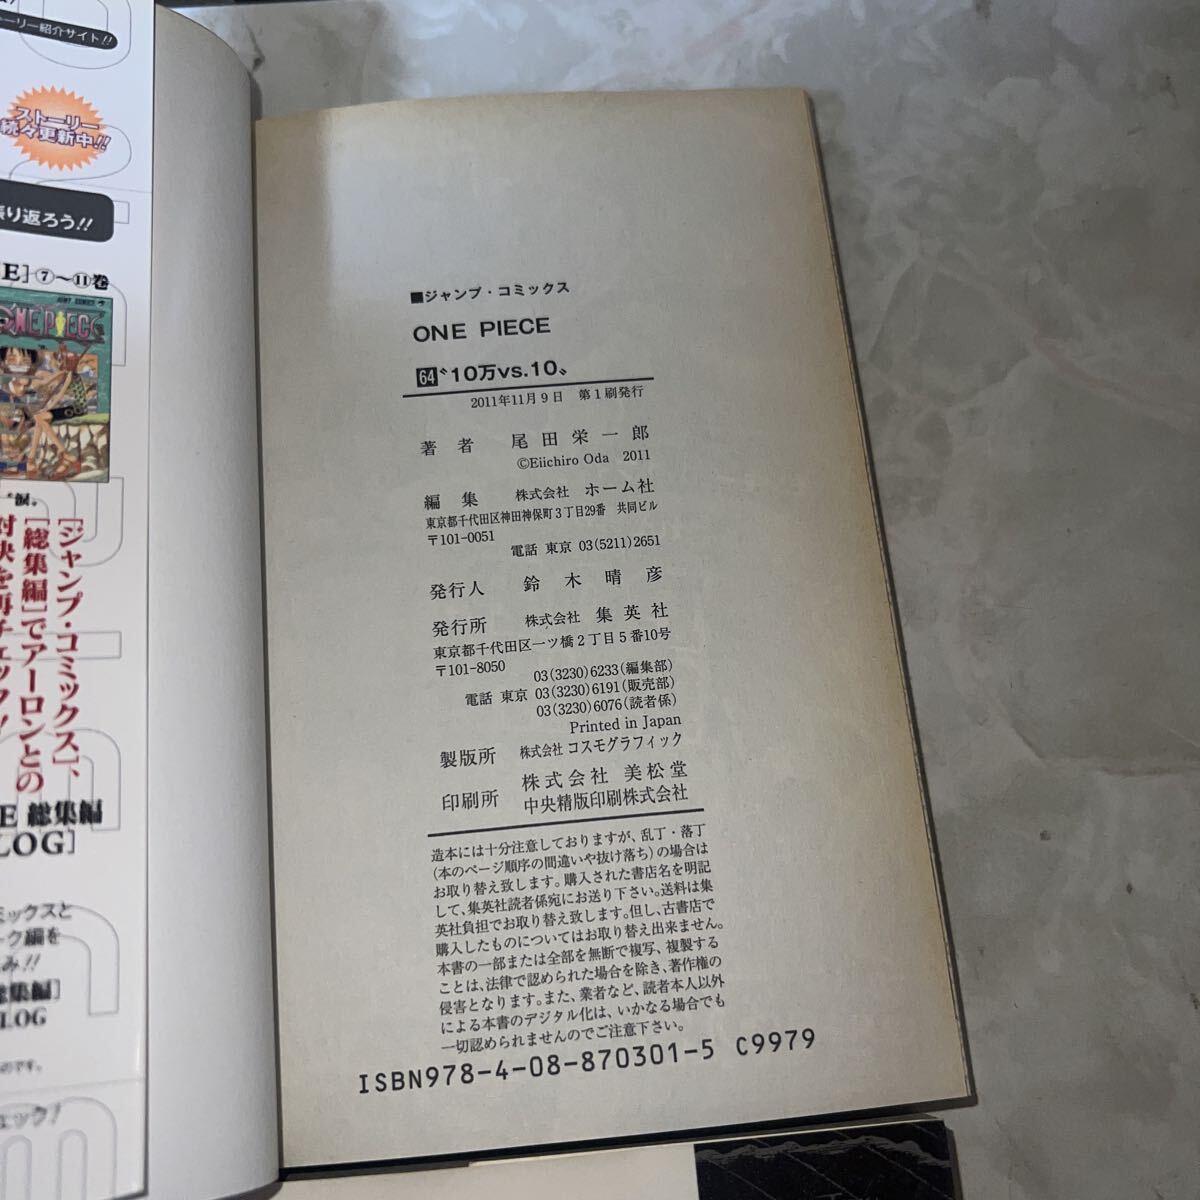 ーリー紹介サイト!!
ストーリー
続々更新中!!
り返ろう!!
E]⑦〜⑪巻
ONE PIECE
[ジャンプ・コミックス]、
[総集編]でアーロンとの
対決を再チェック!
E 総集編
LOG]
ミックスと
ーク編を
み!!
総集編]
LOG
のです。
ェック!
■ジャンプ・コミックス
ONE PIECE
64 〝10万vs.10〟
2011年11月9日 第1刷発行
著者 尾田栄一郎
©Eiichiro Oda 2011
編集 株式会社 ホーム社
東京都千代田区神田神保町3丁目29番 共同ビル
〒101-0051
電話 東京 03(5211)2651
発行人 鈴木晴彦
発行所 株式会社 集英社
東京都千代田区一ツ橋2丁目5番10号
〒101-8050
03(3230)6233(編集部)
電話 東京 03(3230)6191(販売部)
03(3230)6076(読者係)
Printed in Japan
製版所 株式会社 コスモグラフィック
印刷所 株式会社 美松堂
中央精版印刷株式会社
造本には十分注意しておりますが、乱丁・落丁
(本のページ順序の間違いや抜け落ち)の場合は
お取り替え致します。購入された書店名を明記
して、集英社読者係宛にお送り下さい。送料は集
英社負担でお取り替え致します。但し、古書店で
購入したものについてはお取り替え出来ません。
本書の一部または全部を無断で複写、複製する
ことは、法律で認められた場合を除き、著作権の
侵害となります。また、業者など、読者本人以外
による本書のデジタル化は、いかなる場合でも
一切認められませんのでご注意下さい。
ISBN978-4-08-870301-5 C9979